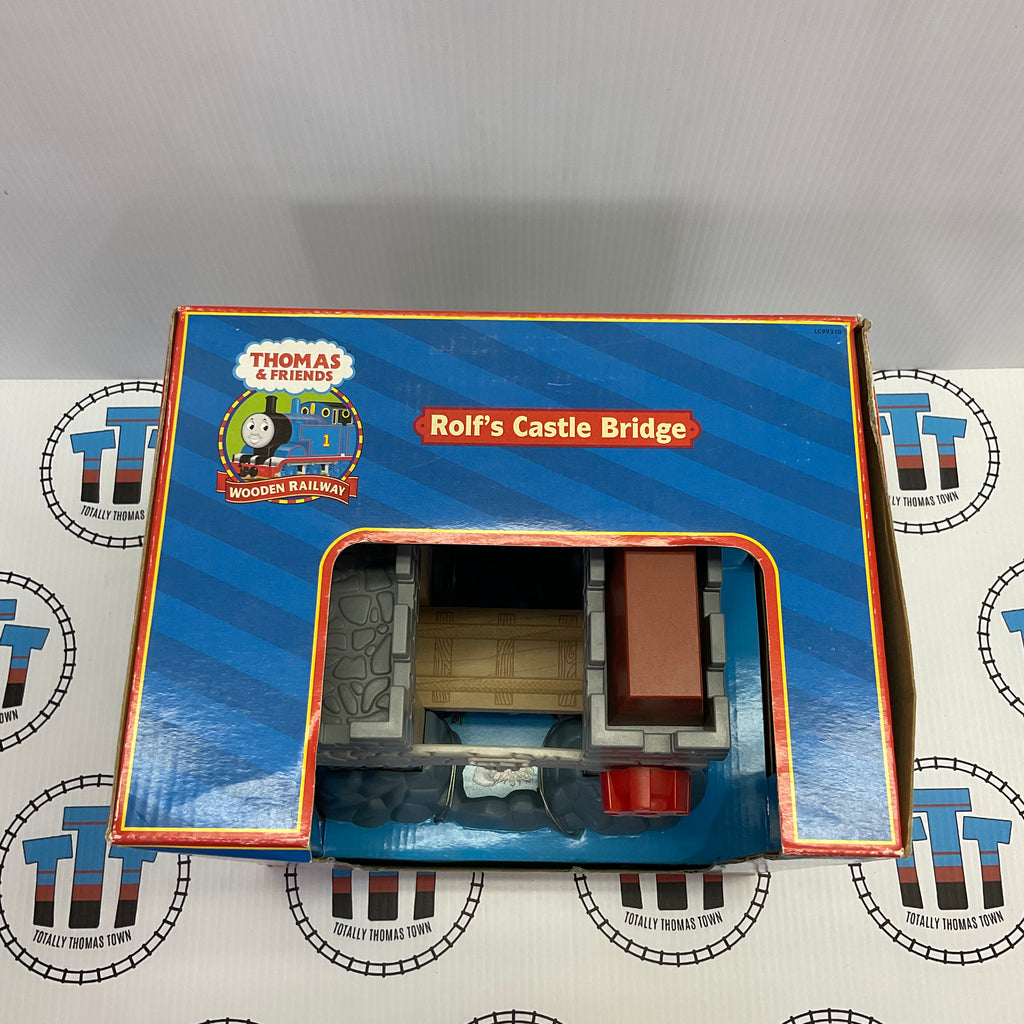 LC99310
THOMAS
& FRIENDS
1
WOODEN RAILWAY
Rolf's Castle Bridge
TOTALLY THOMAS
TOTALLY THOMAS TOWN
TOWN
TOTALLY THOMAS TOWN
TOTALLY THOMAS TOWN
TOTALLY THOMAS TOWN
TOTALLY THOMAS TOWN